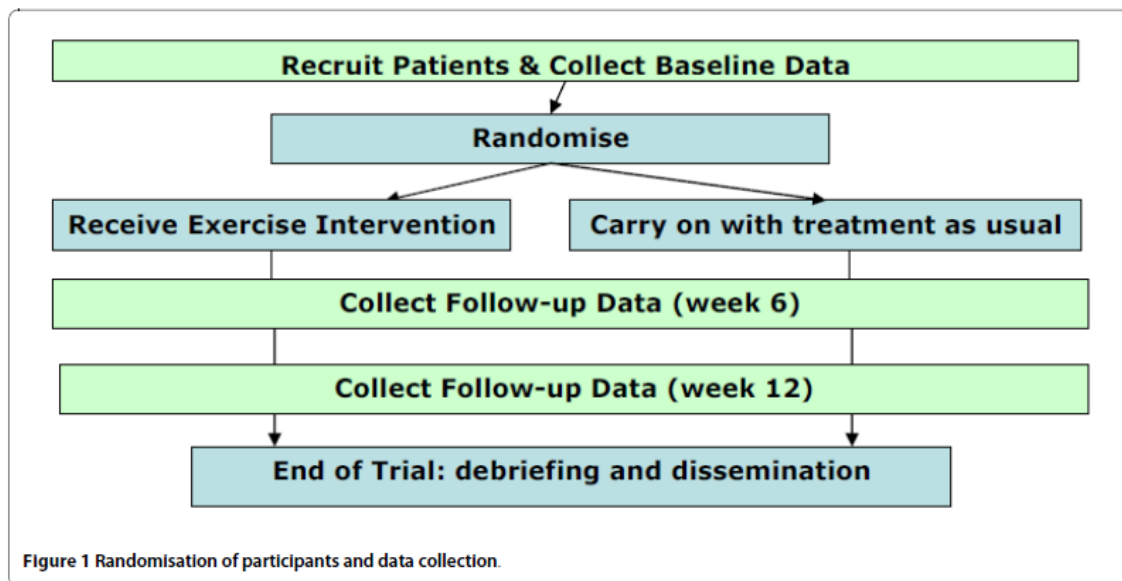 Recruit Patients & Collect Baseline Data
Randomise
Receive Exercise Intervention
Carry on with treatment as usual
Collect Follow-up Data (week 6)
Collect Follow-up Data (week 12)
End of Trial: debriefing and dissemination
Figure 1 Randomisation of participants and data collection.